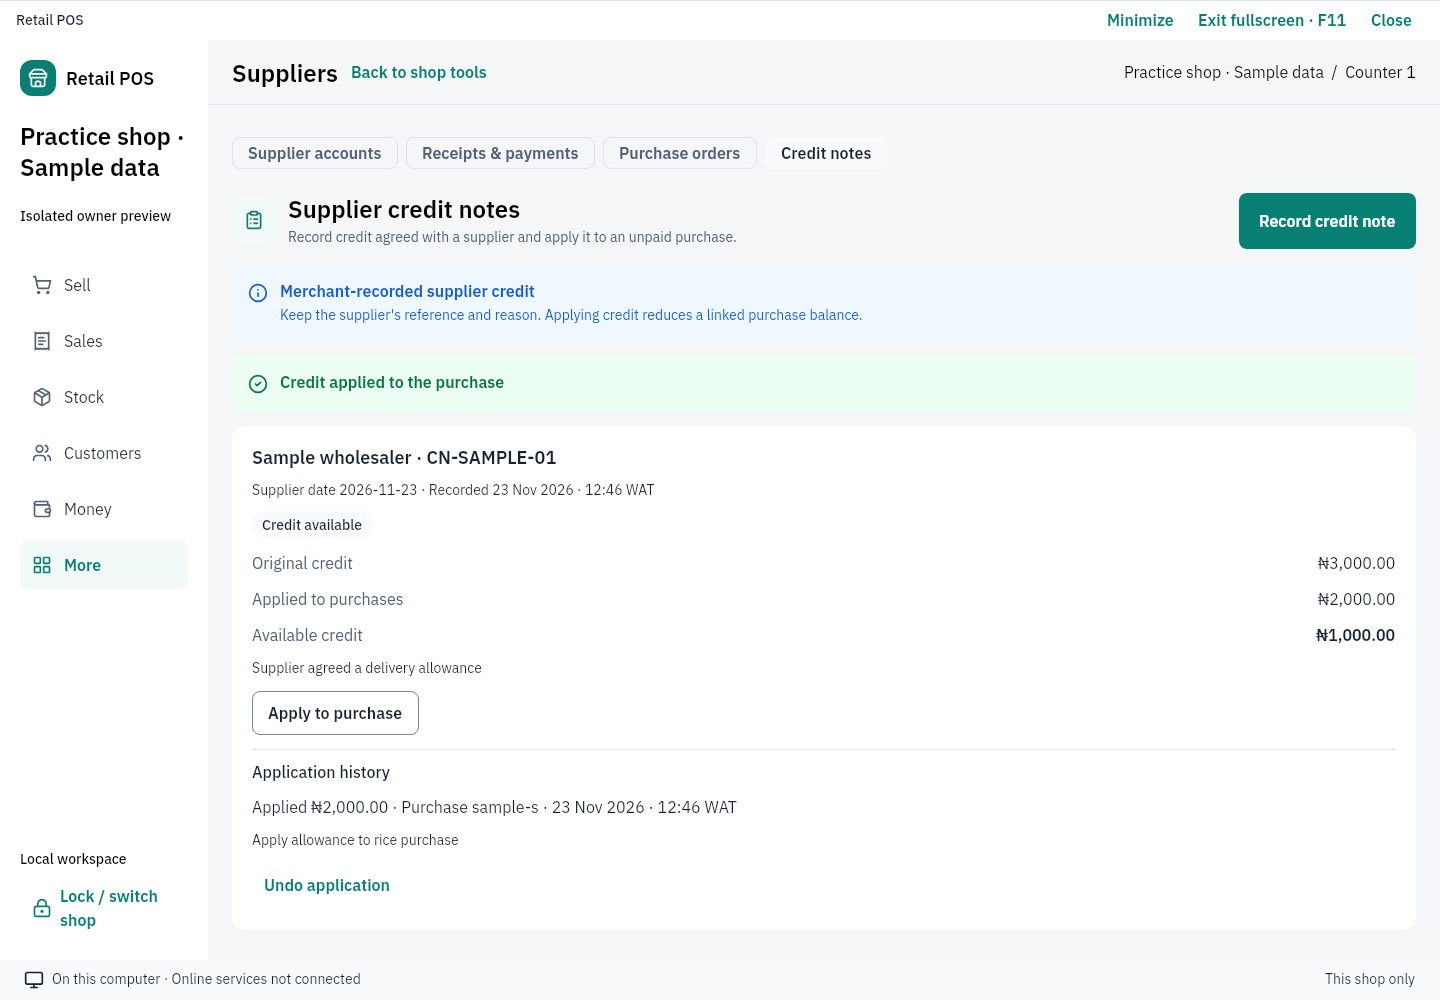 Retail POS
Minimize
Exit fullscreen · F11
Close
Retail POS
Practice shop ·
Sample data
Isolated owner preview
Sell
Sales
Stock
Customers
Money
More
Local workspace
Lock / switch
shop
Suppliers
Back to shop tools
Practice shop · Sample data / Counter 1
Supplier accounts
Receipts & payments
Purchase orders
Credit notes
Supplier credit notes
Record credit agreed with a supplier and apply it to an unpaid purchase.
Record credit note
Merchant-recorded supplier credit
Keep the supplier's reference and reason. Applying credit reduces a linked purchase balance.
Credit applied to the purchase
Sample wholesaler · CN-SAMPLE-01
Supplier date 2026-11-23 · Recorded 23 Nov 2026 · 12:46 WAT
Credit available
Original credit ₦3,000.00
Applied to purchases ₦2,000.00
Available credit ₦1,000.00
Supplier agreed a delivery allowance
Apply to purchase
Application history
Applied ₦2,000.00 · Purchase sample-s · 23 Nov 2026 · 12:46 WAT
Apply allowance to rice purchase
Undo application
On this computer · Online services not connected
This shop only